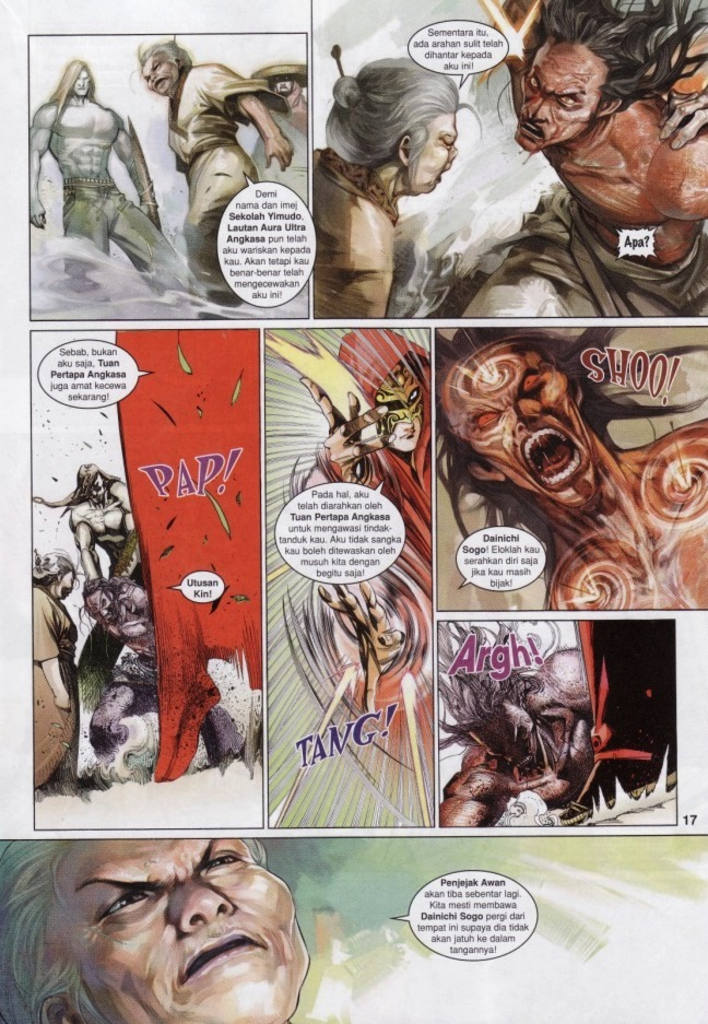 Demi
nama dan imej
Sekolah Yimudo,
Lautan Aura Ultra
Angkasa pun telah
aku wariskan kepada
kau. Akan tetapi kau
benar-benar telah
mengecewakan
aku ini!
Sementara itu,
ada arahan sulit telah
dihantar kepada
aku ini!
Apa?
Sebab, bukan
aku saja, Tuan
Pertapa Angkasa
juga amat kecewa
sekarang!
PAP!
Utusan
Kin!
Pada hal, aku
telah diarahkan oleh
Tuan Pertapa Angkasa
untuk mengawasi tindak-
tanduk kau. Aku tidak sangka
kau boleh ditewaskan oleh
musuh kita dengan
begitu saja!
TANG!
SHOO!
Dainichi
Sogo! Eloklah kau
serahkan diri saja
jika kau masih
bijak!
Argh!
17
Penjejak Awan
akan tiba sebentar lagi.
Kita mesti membawa
Dainichi Sogo pergi dari
tempat ini supaya dia tidak
akan jatuh ke dalam
tangannya!